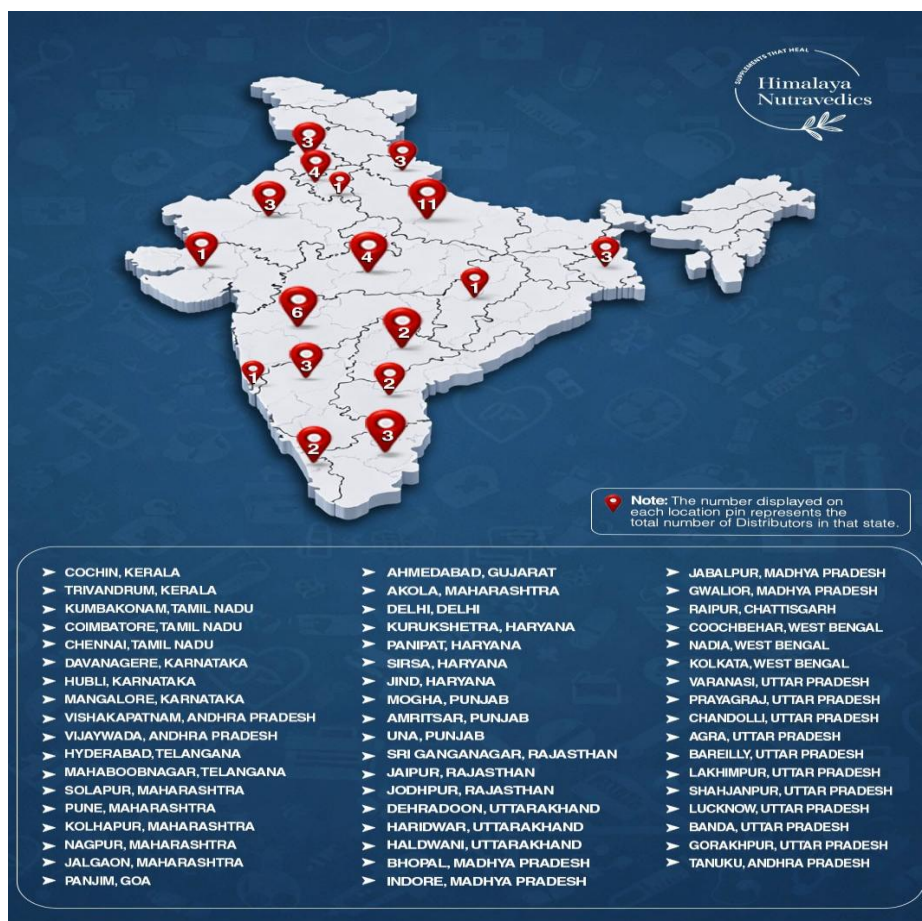 SUPPLEMENTS THAT HEAL
Himalaya
Nutravedics
3
3
4
1
3
11
1
4
3
1
6
2
3
1
2
3
2
Note: The number displayed on
each location pin represents the
total number of Distributors in that state.
COCHIN, KERALA
TRIVANDRUM, KERALA
KUMBAKONAM, TAMIL NADU
COIMBATORE, TAMIL NADU
CHENNAI, TAMIL NADU
DAVANAGERE, KARNATAKA
HUBLI, KARNATAKA
MANGALORE, KARNATAKA
VISHAKAPATNAM, ANDHRA PRADESH
VIJAYWADA, ANDHRA PRADESH
HYDERABAD, TELANGANA
MAHABOOBNAGAR, TELANGANA
SOLAPUR, MAHARASHTRA
PUNE, MAHARASHTRA
KOLHAPUR, MAHARASHTRA
NAGPUR, MAHARASHTRA
JALGAON, MAHARASHTRA
PANJIM, GOA
AHMEDABAD, GUJARAT
AKOLA, MAHARASHTRA
DELHI, DELHI
KURUKSHETRA, HARYANA
PANIPAT, HARYANA
SIRSA, HARYANA
JIND, HARYANA
MOGHA, PUNJAB
AMRITSAR, PUNJAB
UNA, PUNJAB
SRI GANGANAGAR, RAJASTHAN
JAIPUR, RAJASTHAN
JODHPUR, RAJASTHAN
DEHRADOON, UTTARAKHAND
HARIDWAR, UTTARAKHAND
HALDWANI, UTTARAKHAND
BHOPAL, MADHYA PRADESH
INDORE, MADHYA PRADESH
JABALPUR, MADHYA PRADESH
GWALIOR, MADHYA PRADESH
RAIPUR, CHATTISGARH
COOCHBEHAR, WEST BENGAL
NADIA, WEST BENGAL
KOLKATA, WEST BENGAL
VARANASI, UTTAR PRADESH
PRAYAGRAJ, UTTAR PRADESH
CHANDOLLI, UTTAR PRADESH
AGRA, UTTAR PRADESH
BAREILLY, UTTAR PRADESH
LAKHIMPUR, UTTAR PRADESH
SHAHJANPUR, UTTAR PRADESH
LUCKNOW, UTTAR PRADESH
BANDA, UTTAR PRADESH
GORAKHPUR, UTTAR PRADESH
TANUKU, ANDHRA PRADESH